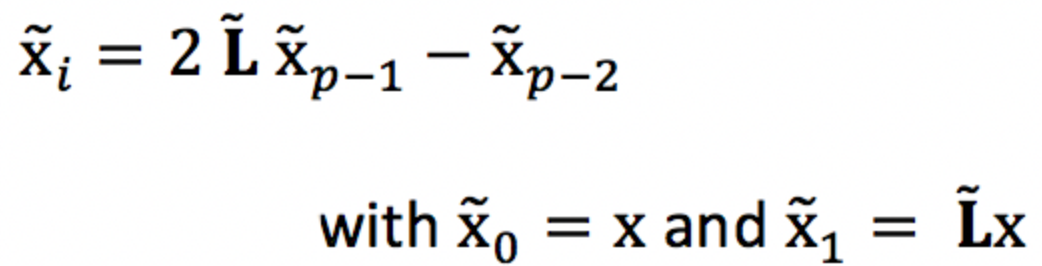 x̃ᵢ = 2 L̃ x̃ₚ₋₁ − x̃ₚ₋₂
with x̃₀ = x and x̃₁ = L̃x